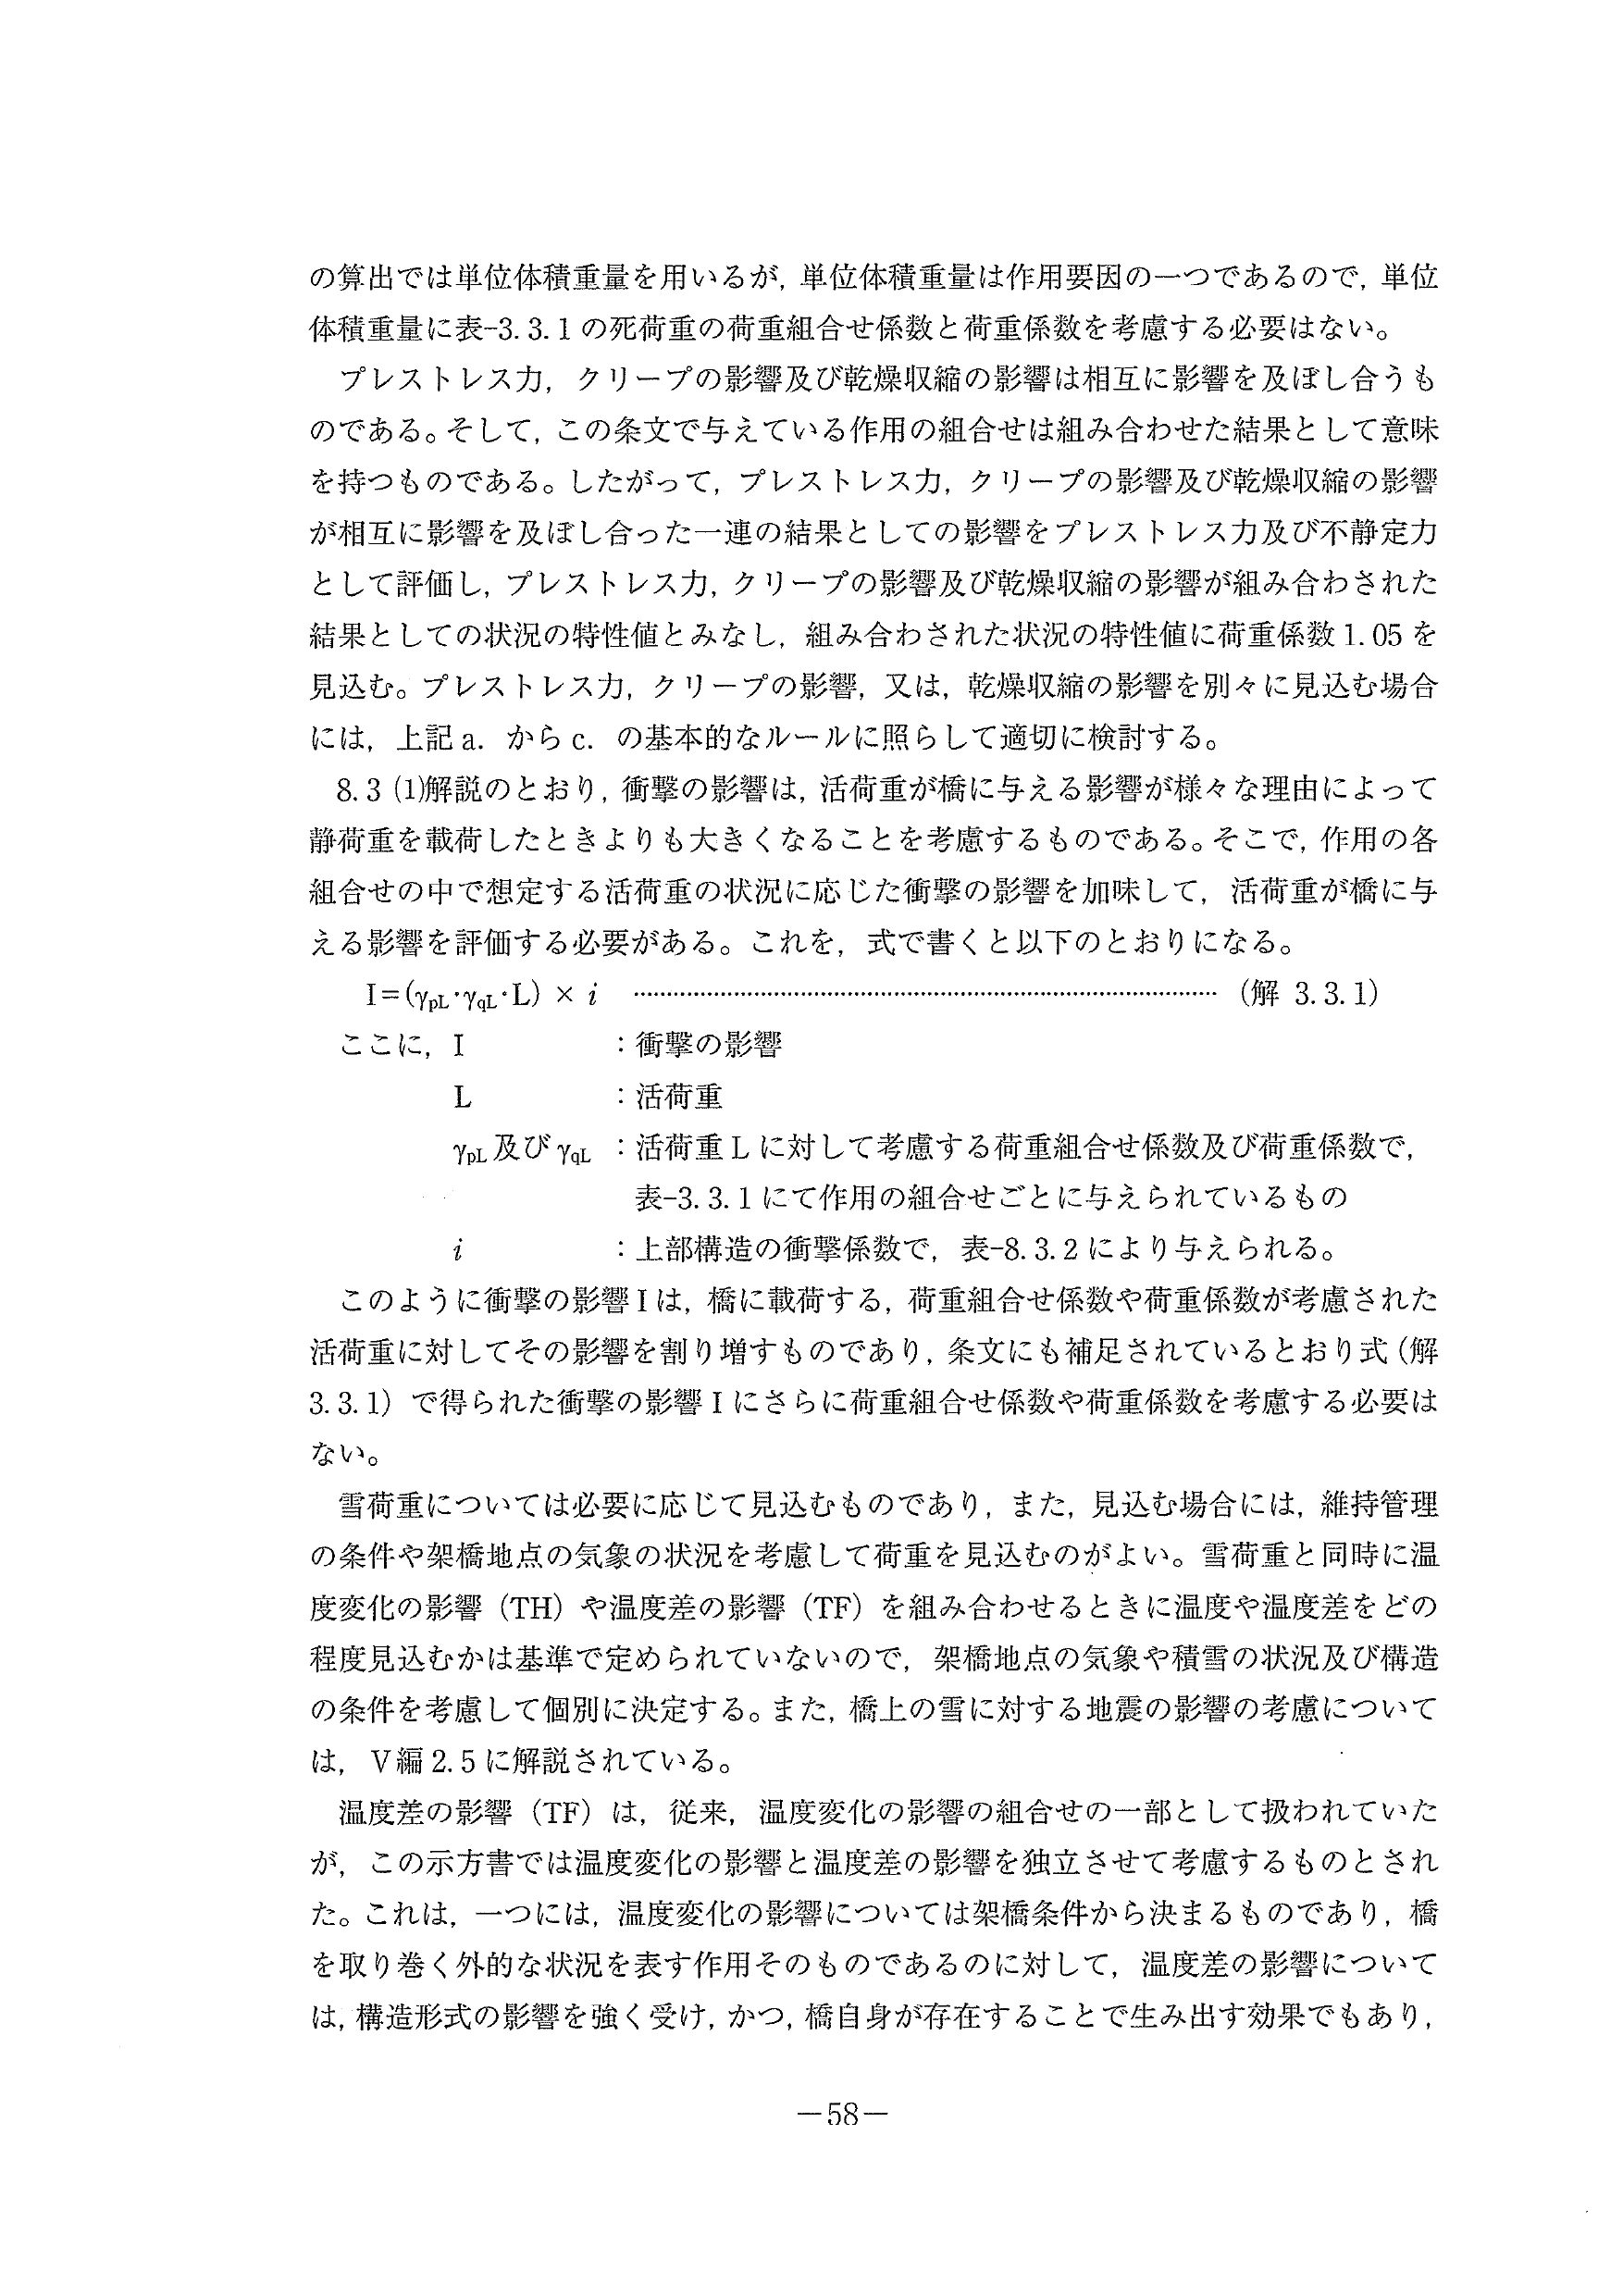 の算出では単位体積重量を用いるが，単位体積重量は作用要因の一つであるので，単位
体積重量に表-3.3.1の死荷重の荷重組合せ係数と荷重係数を考慮する必要はない。
プレストレス力，クリープの影響及び乾燥収縮の影響は相互に影響を及ぼし合うも
のである。そして，この条文で与えている作用の組合せは組み合わせた結果として意味
を持つものである。したがって，プレストレス力，クリープの影響及び乾燥収縮の影響
が相互に影響を及ぼし合った一連の結果としての影響をプレストレス力及び不静定力
として評価し，プレストレス力，クリープの影響及び乾燥収縮の影響が組み合わされた
結果としての状況の特性値とみなし，組み合わされた状況の特性値に荷重係数1.05を
見込む。プレストレス力，クリープの影響，又は，乾燥収縮の影響を別々に見込む場合
には，上記a．からc．の基本的なルールに照らして適切に検討する。
8.3(1)解説のとおり，衝撃の影響は，活荷重が橋に与える影響が様々な理由によって
静荷重を載荷したときよりも大きくなることを考慮するものである。そこで，作用の各
組合せの中で想定する活荷重の状況に応じた衝撃の影響を加味して，活荷重が橋に与
える影響を評価する必要がある。これを，式で書くと以下のとおりになる。
I=(γpL・γqL・L) × i ………………………………………………………（解 3.3.1）
ここに，I ：衝撃の影響
L ：活荷重
γpL及びγqL ：活荷重Lに対して考慮する荷重組合せ係数及び荷重係数で，
表-3.3.1にて作用の組合せごとに与えられているもの
i ：上部構造の衝撃係数で，表-8.3.2により与えられる。
このように衝撃の影響Iは，橋に載荷する，荷重組合せ係数や荷重係数が考慮された
活荷重に対してその影響を割り増すものであり，条文にも補足されているとおり式（解
3.3.1）で得られた衝撃の影響Iにさらに荷重組合せ係数や荷重係数を考慮する必要は
ない。
雪荷重については必要に応じて見込むものであり，また，見込む場合には，維持管理
の条件や架橋地点の気象の状況を考慮して荷重を見込むのがよい。雪荷重と同時に温
度変化の影響（TH）や温度差の影響（TF）を組み合わせるときに温度や温度差をどの
程度見込むかは基準で定められていないので，架橋地点の気象や積雪の状況及び構造
の条件を考慮して個別に決定する。また，橋上の雪に対する地震の影響の考慮について
は，Ⅴ編2.5に解説されている。
温度差の影響（TF）は，従来，温度変化の影響の組合せの一部として扱われていた
が，この示方書では温度変化の影響と温度差の影響を独立させて考慮するものとされ
た。これは，一つには，温度変化の影響については架橋条件から決まるものであり，橋
を取り巻く外的な状況を表す作用そのものであるのに対して，温度差の影響について
は，構造形式の影響を強く受け，かつ，橋自身が存在することで生み出す効果でもあり，
—58—